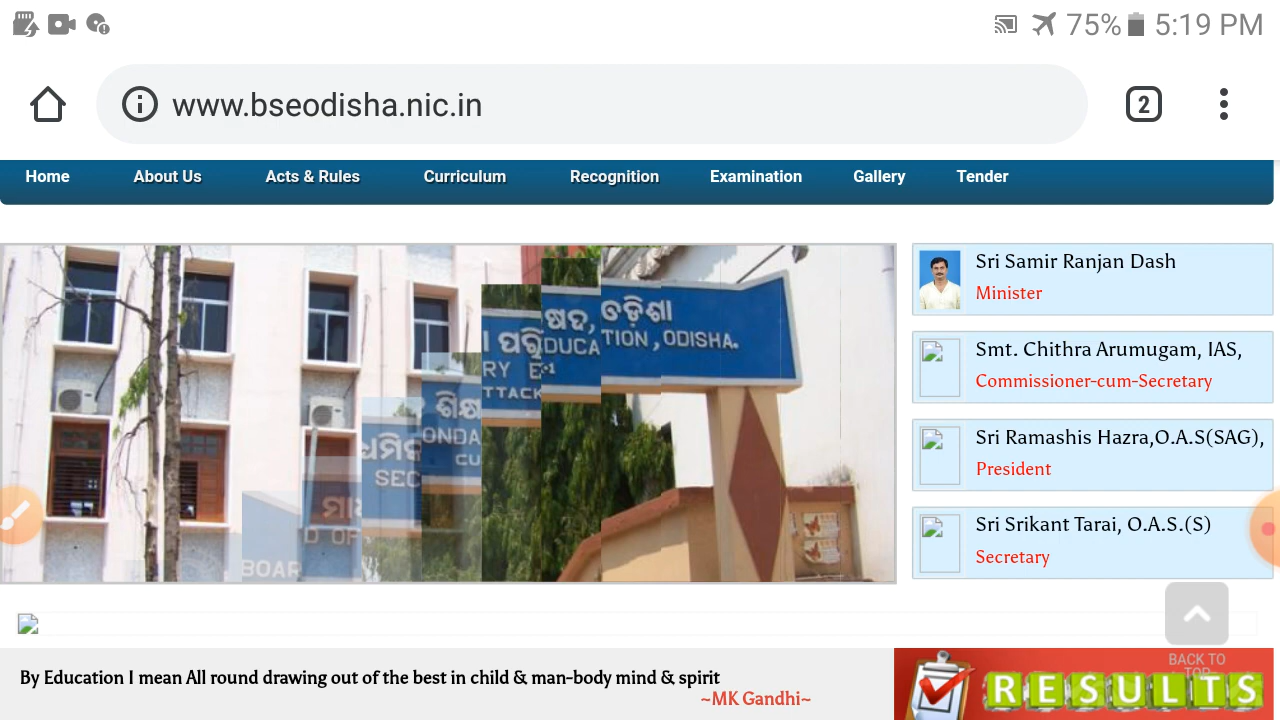 75% 5:19 PM
www.bseodisha.nic.in
2
Home About Us Acts & Rules Curriculum Recognition Examination Gallery Tender
Sri Samir Ranjan Dash
Minister
Smt. Chithra Arumugam, IAS,
Commissioner-cum-Secretary
Sri Ramashis Hazra,O.A.S(SAG),
President
Sri Srikant Tarai, O.A.S.(S)
Secretary
ଓଡ଼ିଶା
TION , ODISHA.
BACK TO
TOP
By Education I mean All round drawing out of the best in child & man-body mind & spirit
~MK Gandhi~
RESULTS